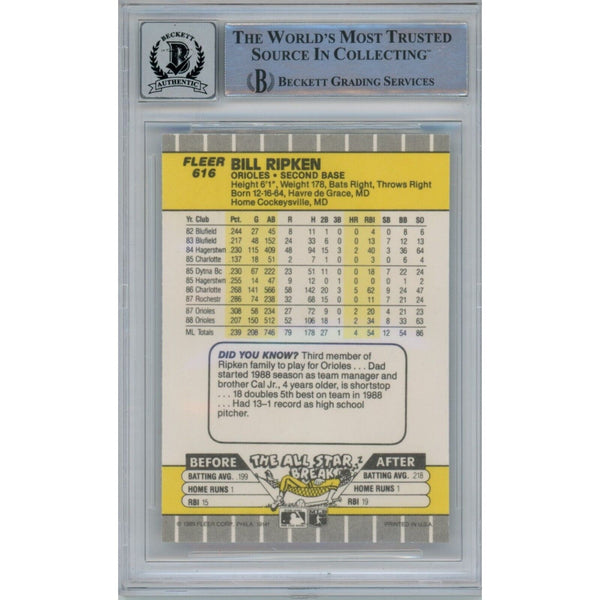 BECKETT
B
AUTHENTIC
THE WORLD'S MOST TRUSTED
SOURCE IN COLLECTING™
B BECKETT GRADING SERVICES
FLEER 616
BILL RIPKEN
ORIOLES • SECOND BASE
Height 6'1", Weight 178, Bats Right, Throws Right
Born 12-16-64, Havre de Grace, MD
Home Cockeysville, MD
Yr. Club Pct. G AB R H 2B 3B HR RBI SB BB SO
82 Blufield .244 27 45 8 11 1 0 0 4 0 8 6
83 Blufield .217 48 152 24 33 6 0 0 13 7 12 13
84 Hagerstwn .230 115 409 48 94 15 3 2 40 3 36 64
85 Charlotte .137 18 51 2 7 1 0 0 3 0 6 4
85 Dytna Bc .230 67 222 23 51 11 0 0 18 7 22 24
85 Hagerstwn .255 14 47 9 12 0 0 0 0 0 1 2
86 Charlotte .268 141 566 58 142 20 3 5 62 9 24 47
87 Rochestr .286 74 238 32 68 15 0 0 11 7 21 24
87 Orioles .308 58 234 32 72 9 0 2 20 4 21 23
88 Orioles .207 150 512 52 106 18 1 2 34 8 33 63
ML Totals .239 208 746 79 178 27 1 4 54 12 54 86
DID YOU KNOW? Third member of
Ripken family to play for Orioles . . . Dad
started 1988 season as team manager and
brother Cal Jr., 4 years older, is shortstop
. . . 18 doubles 5th best on team in 1988
. . . Had 13–1 record as high school
pitcher.
BEFORE THE ALL STAR BREAK AFTER
BATTING AVG. .199 BATTING AVG. .218
HOME RUNS 1 HOME RUNS 1
RBI 15 RBI 19
© 1989 FLEER CORP., PHILA. 19141 PRINTED IN U.S.A.